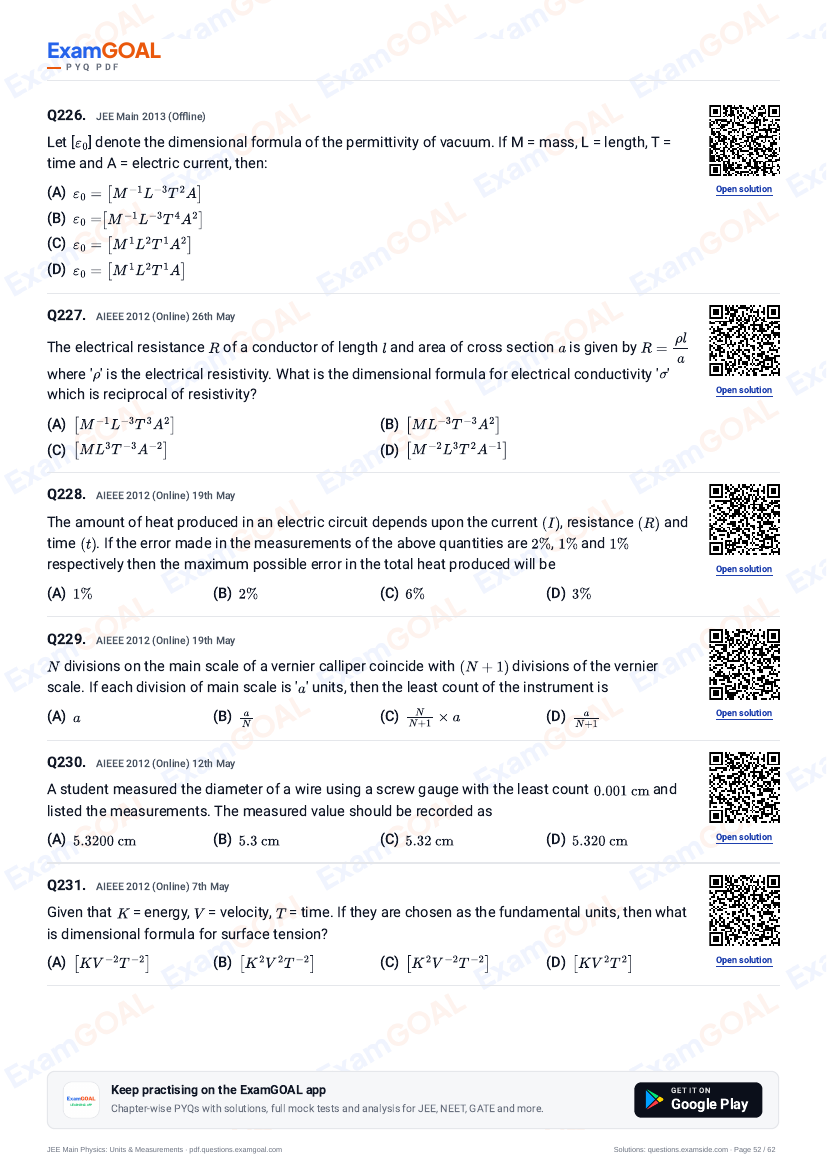 ExamGOAL
PYQ PDF
Q226. JEE Main 2013 (Offline)
Let [ε₀] denote the dimensional formula of the permittivity of vacuum. If M = mass, L = length, T =
time and A = electric current, then:
(A) ε₀ = [M⁻¹L⁻³T²A]
(B) ε₀ =[M⁻¹L⁻³T⁴A²]
(C) ε₀ = [M¹L²T¹A²]
(D) ε₀ = [M¹L²T¹A]
Open solution
Q227. AIEEE 2012 (Online) 26th May
The electrical resistance R of a conductor of length l and area of cross section a is given by R = ρl/a
where 'ρ' is the electrical resistivity. What is the dimensional formula for electrical conductivity 'σ'
which is reciprocal of resistivity?
(A) [M⁻¹L⁻³T³A²] (B) [ML⁻³T⁻³A²]
(C) [ML³T⁻³A⁻²] (D) [M⁻²L³T²A⁻¹]
Open solution
Q228. AIEEE 2012 (Online) 19th May
The amount of heat produced in an electric circuit depends upon the current (I), resistance (R) and
time (t). If the error made in the measurements of the above quantities are 2%, 1% and 1%
respectively then the maximum possible error in the total heat produced will be
(A) 1% (B) 2% (C) 6% (D) 3%
Open solution
Q229. AIEEE 2012 (Online) 19th May
N divisions on the main scale of a vernier calliper coincide with (N + 1) divisions of the vernier
scale. If each division of main scale is 'a' units, then the least count of the instrument is
(A) a (B) a/N (C) N/N+1 × a (D) a/N+1
Open solution
Q230. AIEEE 2012 (Online) 12th May
A student measured the diameter of a wire using a screw gauge with the least count 0.001 cm and
listed the measurements. The measured value should be recorded as
(A) 5.3200 cm (B) 5.3 cm (C) 5.32 cm (D) 5.320 cm
Open solution
Q231. AIEEE 2012 (Online) 7th May
Given that K = energy, V = velocity, T = time. If they are chosen as the fundamental units, then what
is dimensional formula for surface tension?
(A) [KV⁻²T⁻²] (B) [K²V²T⁻²] (C) [K²V⁻²T⁻²] (D) [KV²T²]
Open solution
Keep practising on the ExamGOAL app
Chapter-wise PYQs with solutions, full mock tests and analysis for JEE, NEET, GATE and more.
GET IT ON
Google Play
JEE Main Physics: Units & Measurements · pdf.questions.examgoal.com
Solutions: questions.examside.com · Page 52 / 62